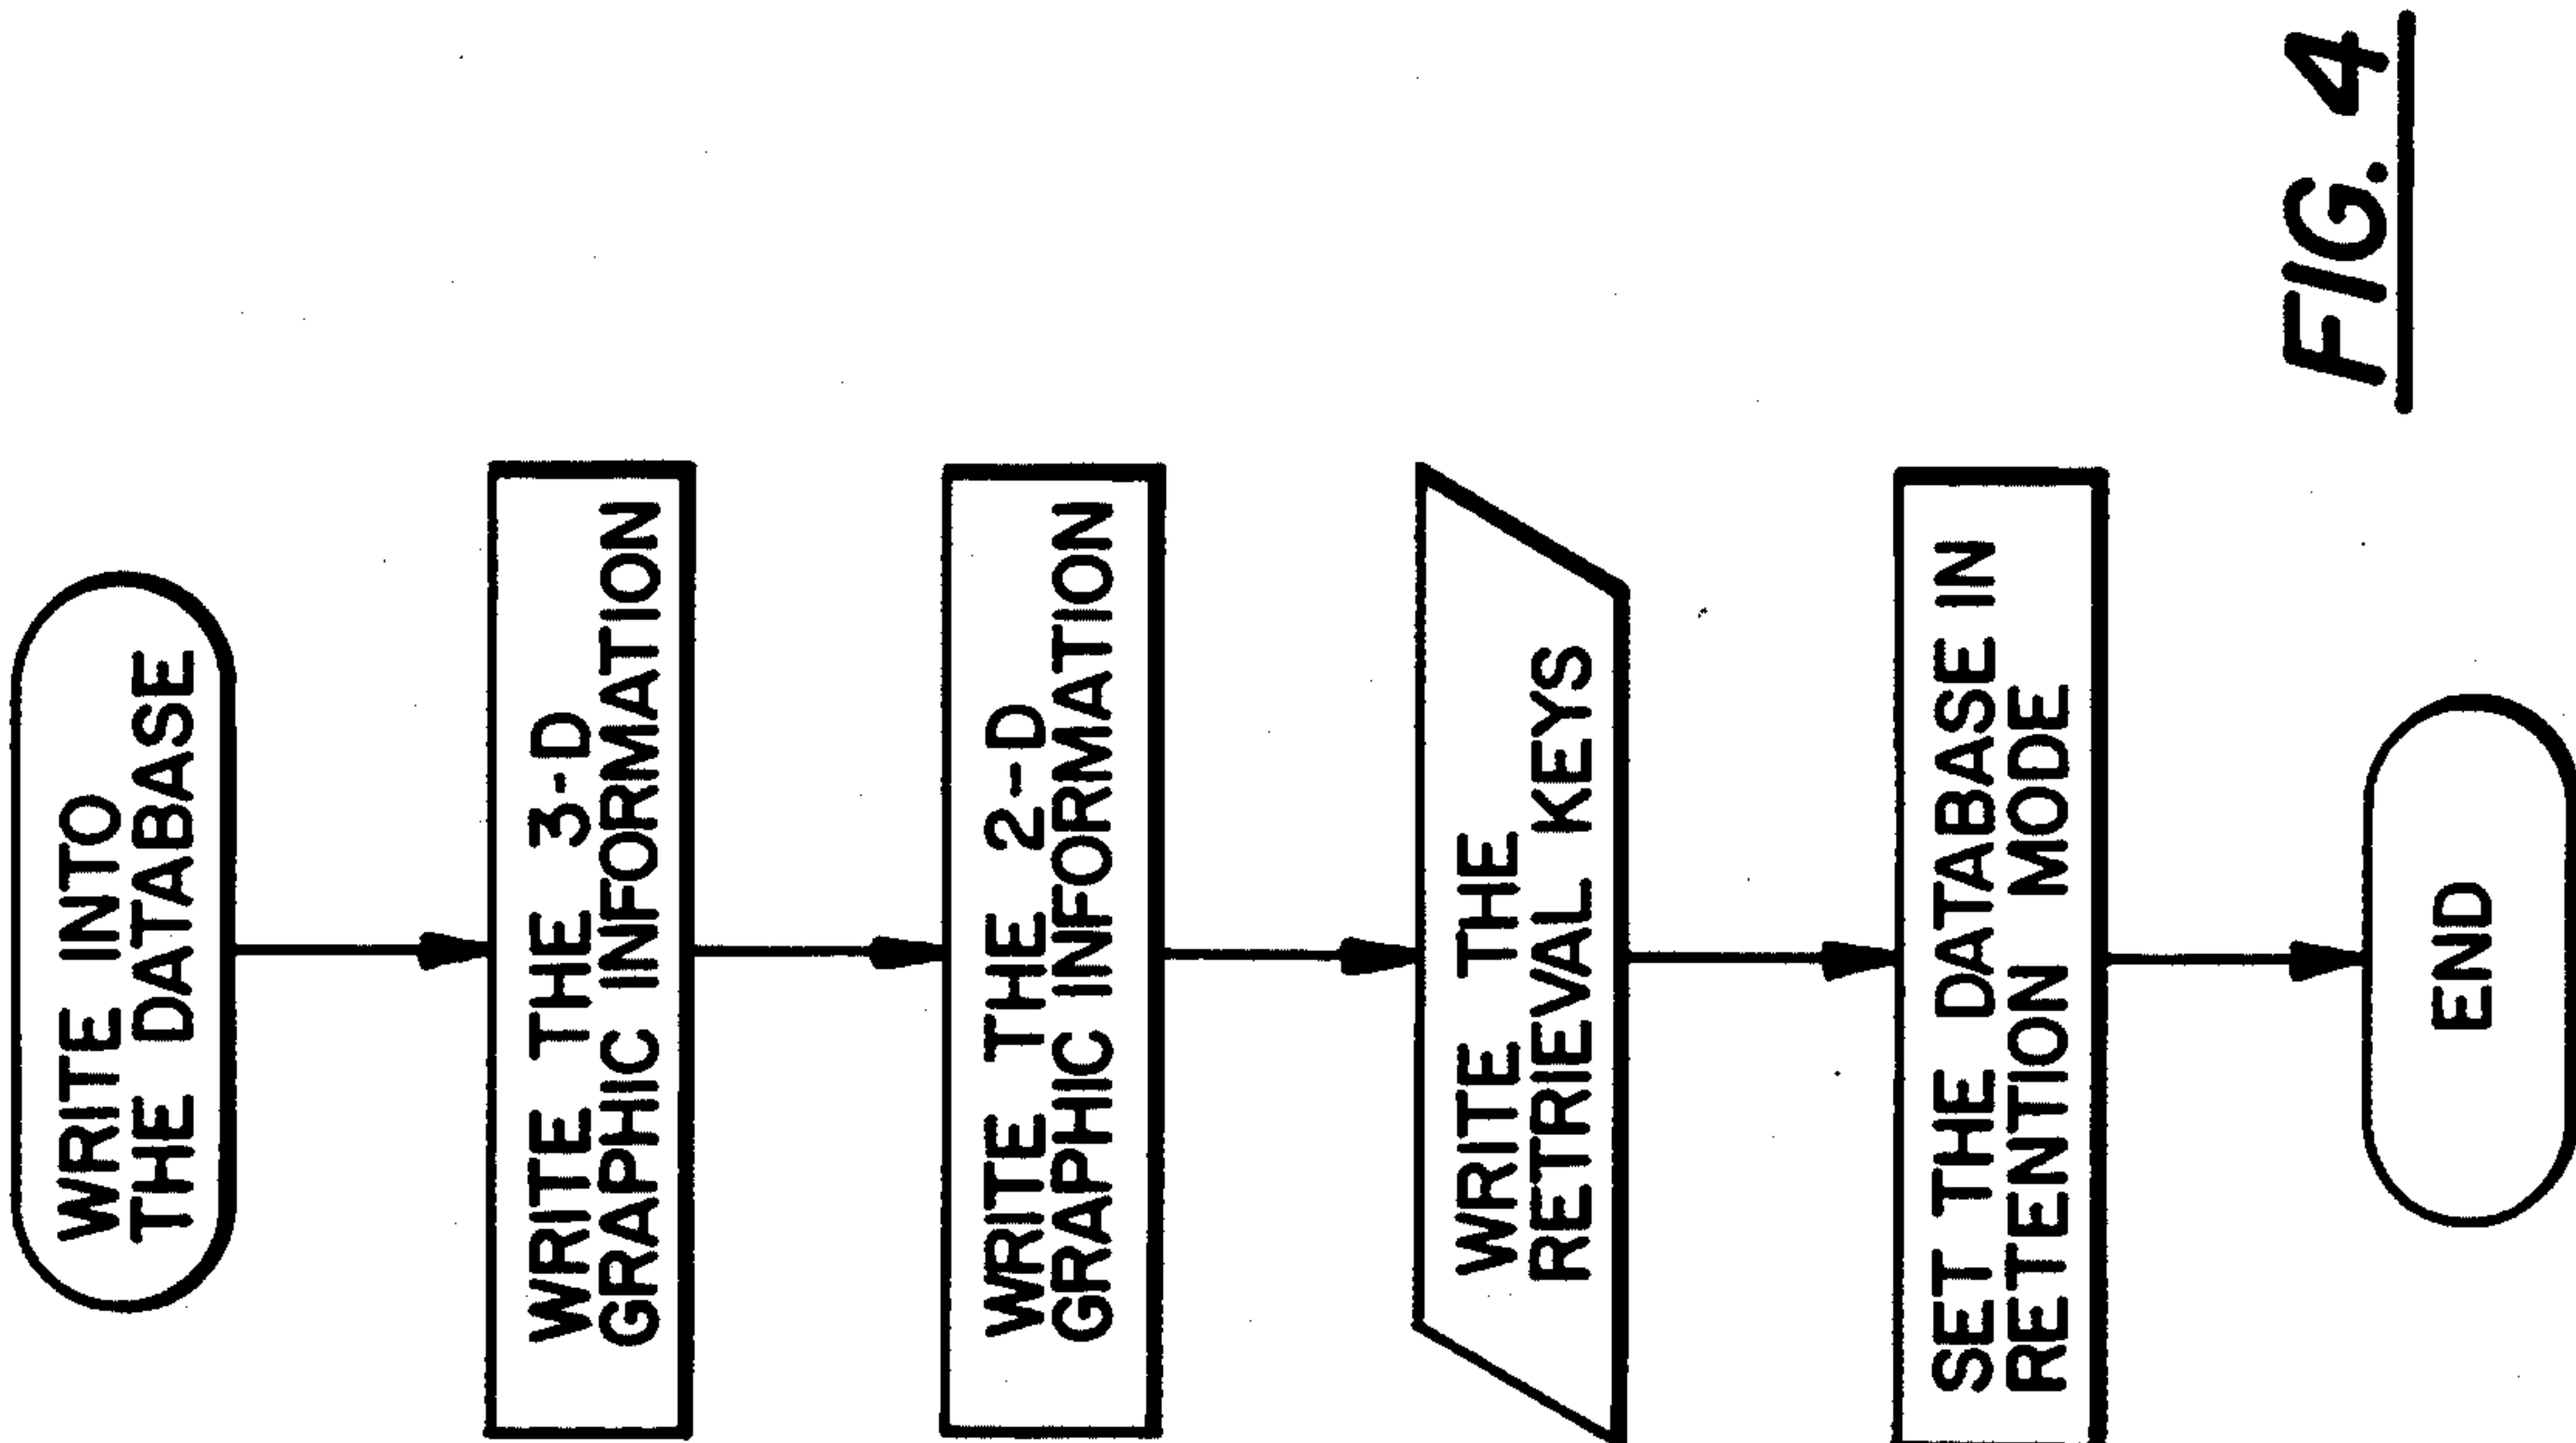 WRITE INTO
THE DATABASE
WRITE THE 3-D
GRAPHIC INFORMATION
WRITE THE 2-D
GRAPHIC INFORMATION
WRITE THE
RETRIEVAL KEYS
SET THE DATABASE IN
RETENTION MODE
END
FIG. 4